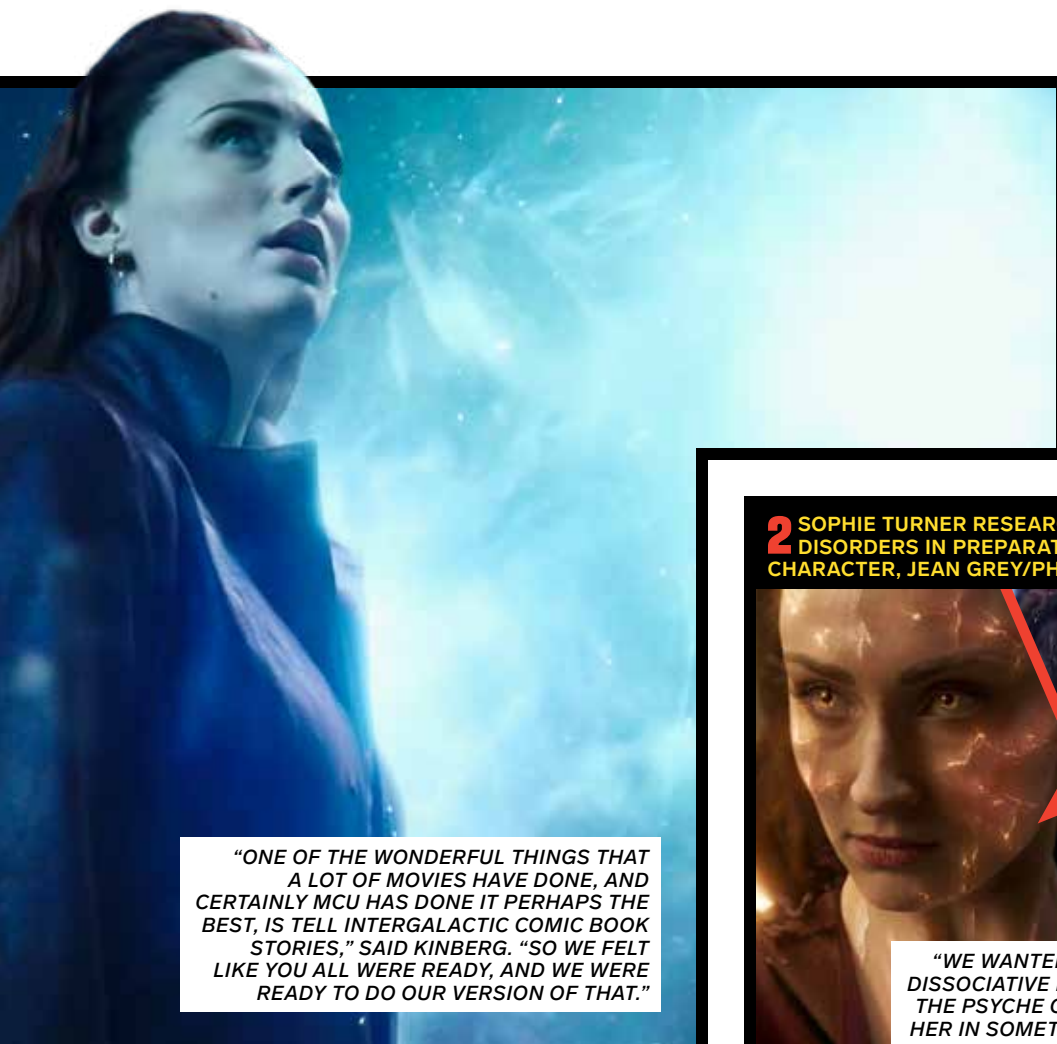 “ONE OF THE WONDERFUL THINGS THAT
A LOT OF MOVIES HAVE DONE, AND
CERTAINLY MCU HAS DONE IT PERHAPS THE
BEST, IS TELL INTERGALACTIC COMIC BOOK
STORIES,” SAID KINBERG. “SO WE FELT
LIKE YOU ALL WERE READY, AND WE WERE
READY TO DO OUR VERSION OF THAT.”
2 SOPHIE TURNER
DISORDERS IN
CHARACTER, JEAN
“WE
DISSOCIATIVE
THE PSYCHE
HER IN